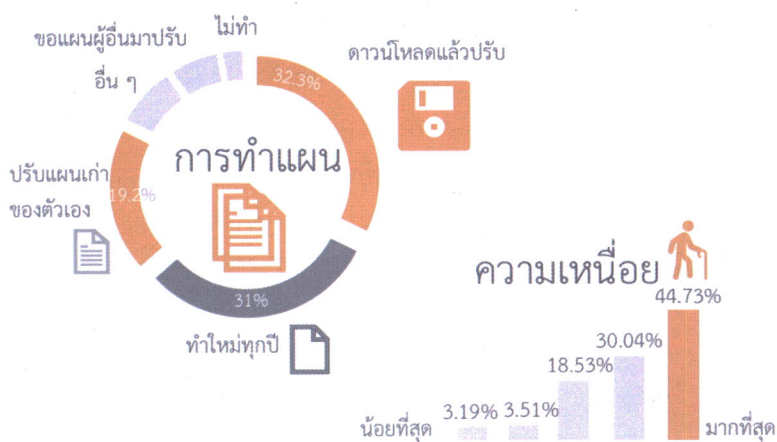 ไม่ทำ
ขอแผนผู้อื่นมาปรับ
อื่น ๆ
ดาวน์โหลดแล้วปรับ
32.3%
การทำแผน
ปรับแผนเก่า
19.2%
ของตัวเอง
31%
ทำใหม่ทุกปี
ความเหนื่อย
44.73%
30.04%
18.53%
3.19% 3.51%
น้อยที่สุด
มากที่สุด